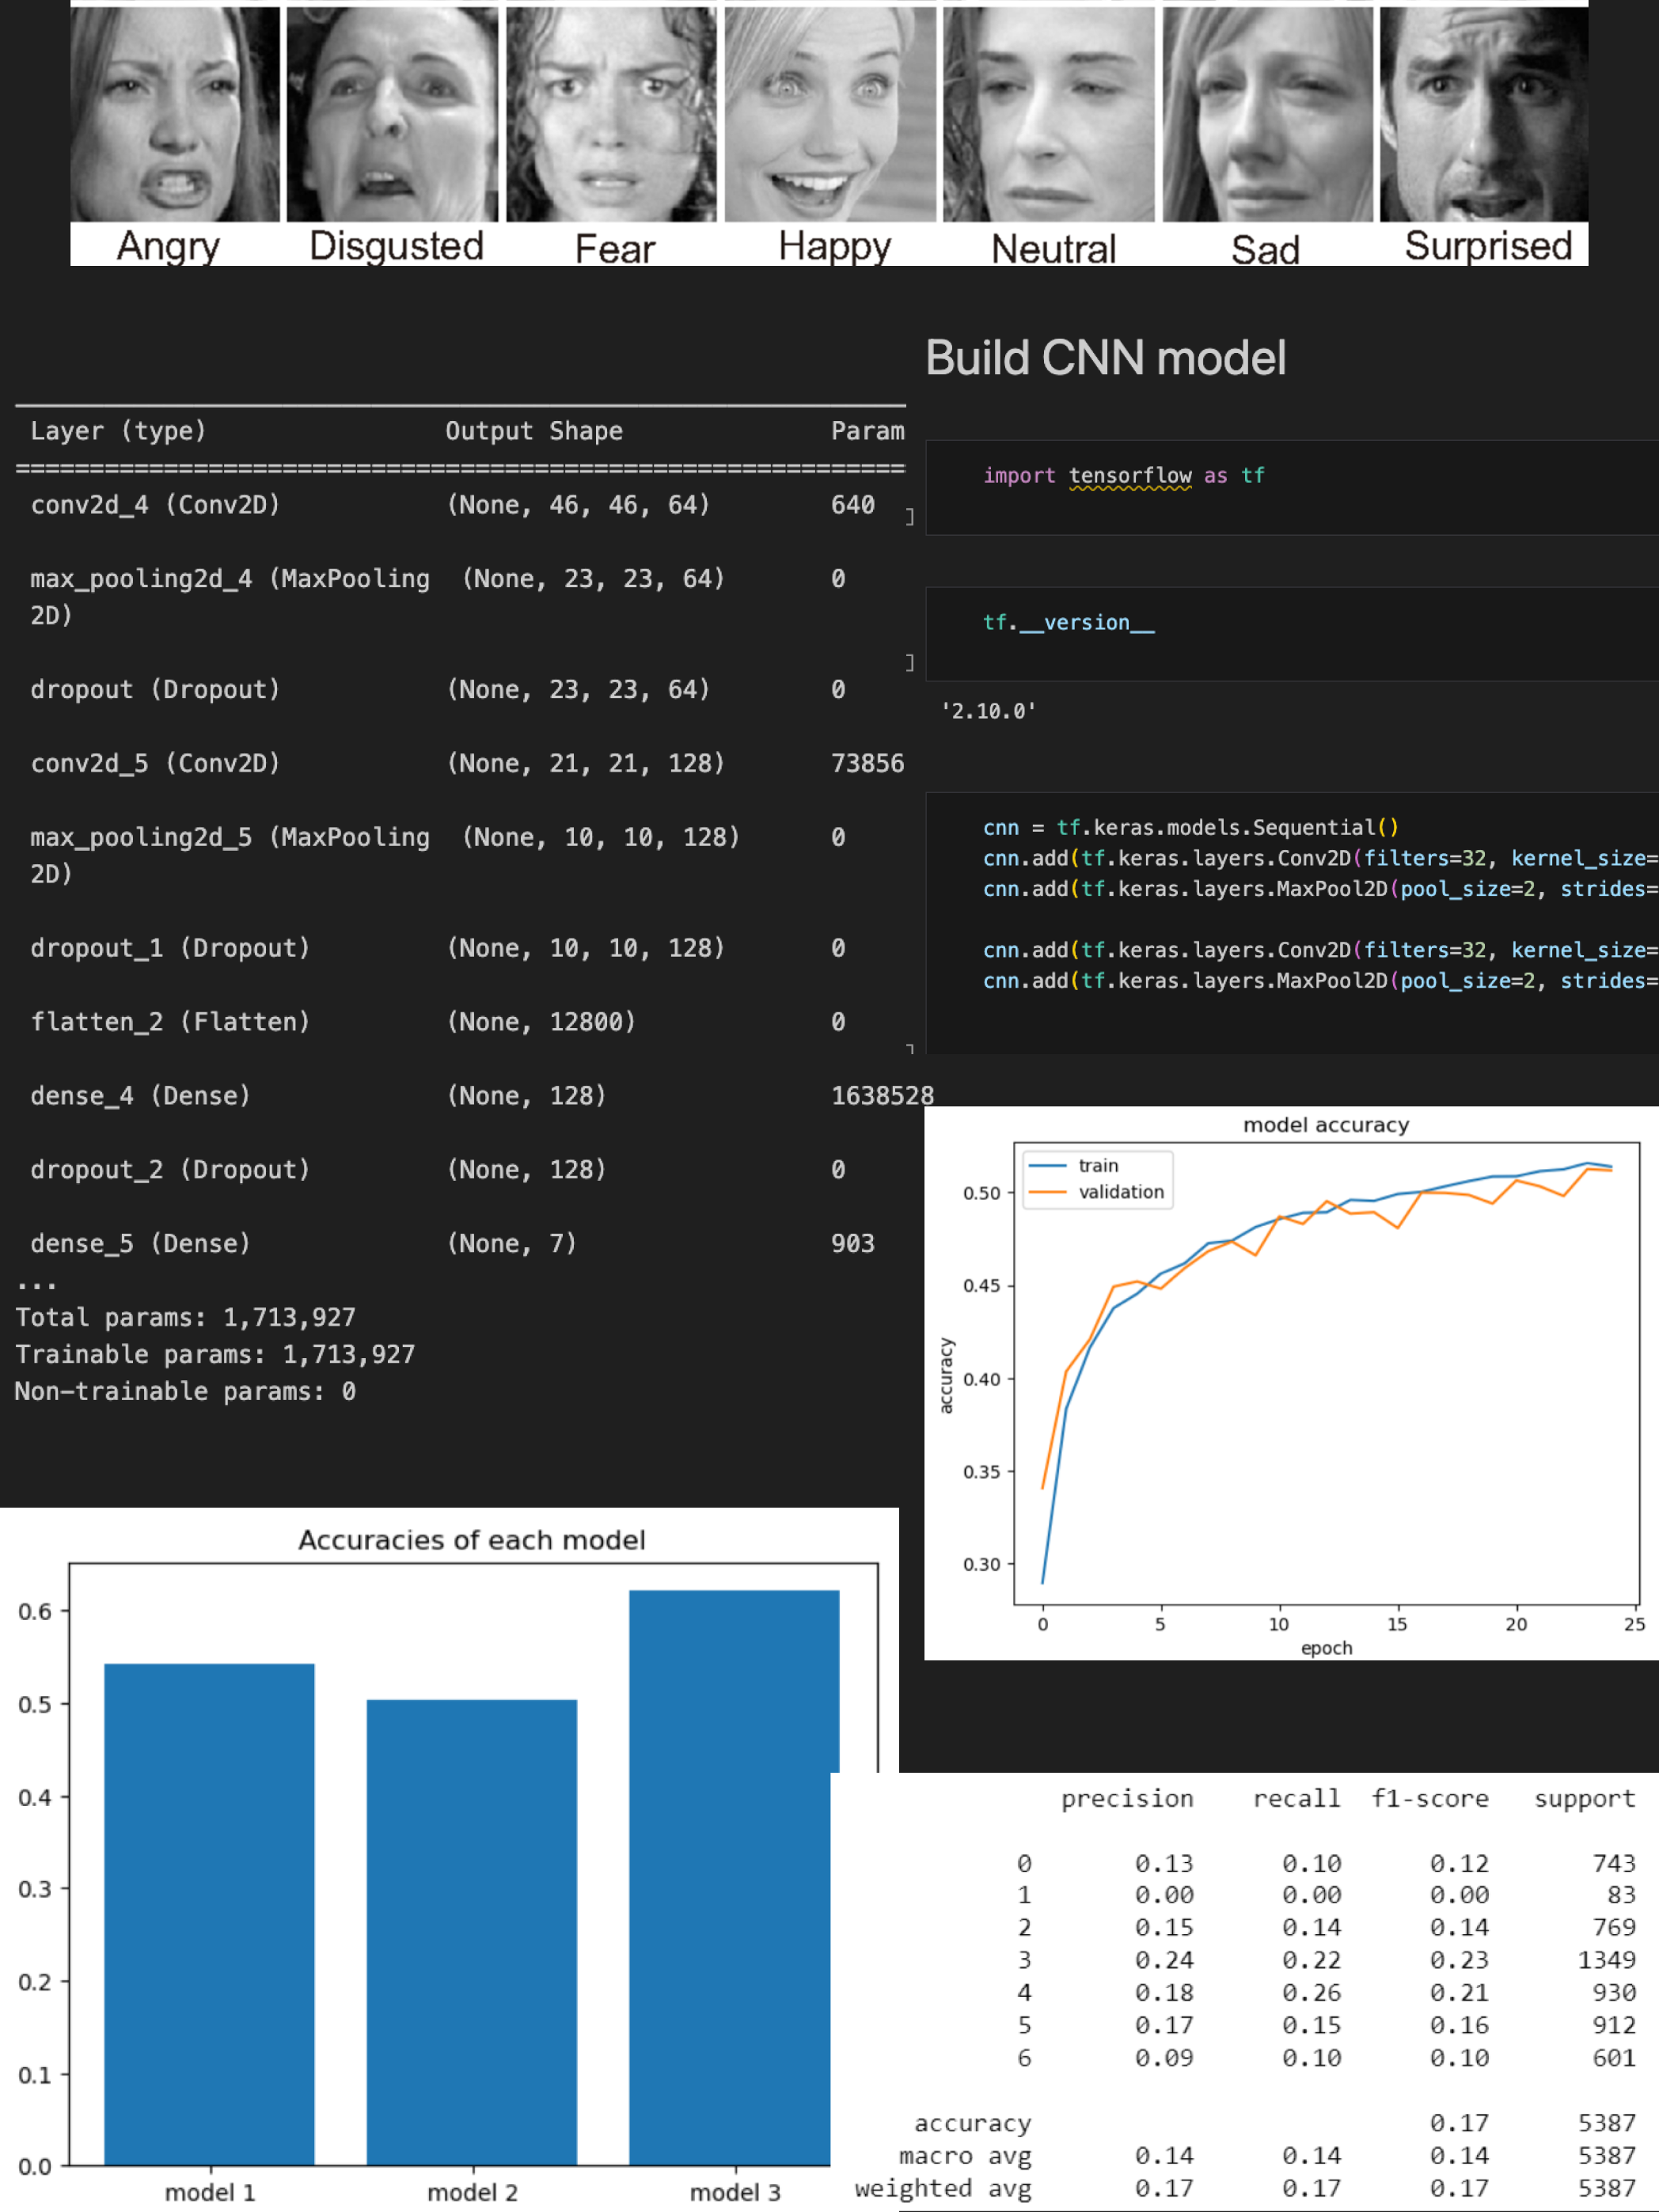 Angry Disgusted Fear Happy Neutral Sad Surprised
Layer (type) Output Shape Param
=================================================================
conv2d_4 (Conv2D) (None, 46, 46, 64) 640
max_pooling2d_4 (MaxPooling (None, 23, 23, 64) 0
2D)
dropout (Dropout) (None, 23, 23, 64) 0
conv2d_5 (Conv2D) (None, 21, 21, 128) 73856
max_pooling2d_5 (MaxPooling (None, 10, 10, 128) 0
2D)
dropout_1 (Dropout) (None, 10, 10, 128) 0
flatten_2 (Flatten) (None, 12800) 0
dense_4 (Dense) (None, 128) 1638528
dropout_2 (Dropout) (None, 128) 0
dense_5 (Dense) (None, 7) 903
...
Total params: 1,713,927
Trainable params: 1,713,927
Non-trainable params: 0
Build CNN model
import tensorflow as tf
]
tf.__version__
]
'2.10.0'
cnn = tf.keras.models.Sequential()
cnn.add(tf.keras.layers.Conv2D(filters=32, kernel_size=
cnn.add(tf.keras.layers.MaxPool2D(pool_size=2, strides=
cnn.add(tf.keras.layers.Conv2D(filters=32, kernel_size=
cnn.add(tf.keras.layers.MaxPool2D(pool_size=2, strides=
model accuracy
train
validation
0.50
0.45
0.40
0.35
0.30
accuracy
0 5 10 15 20 25
epoch
Accuracies of each model
0.6
0.5
0.4
0.3
0.2
0.1
0.0
model 1 model 2 model 3
precision recall f1-score support
0 0.13 0.10 0.12 743
1 0.00 0.00 0.00 83
2 0.15 0.14 0.14 769
3 0.24 0.22 0.23 1349
4 0.18 0.26 0.21 930
5 0.17 0.15 0.16 912
6 0.09 0.10 0.10 601
accuracy 0.17 5387
macro avg 0.14 0.14 0.14 5387
weighted avg 0.17 0.17 0.17 5387